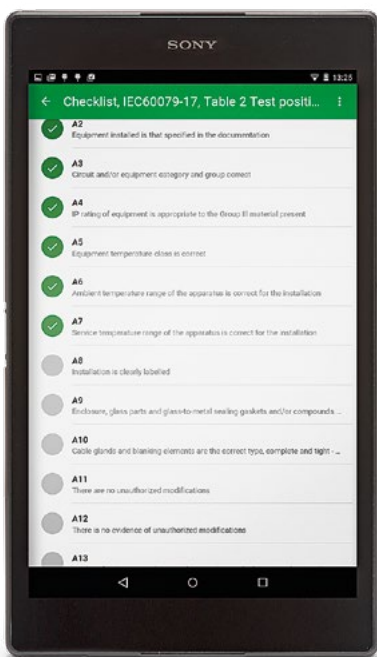 SONY
13:25
Checklist, IEC60079-17, Table 2 Test positi...
A2
Equipment installed is that specified in the documentation
A3
Circuit and/or equipment category and group correct
A4
IP rating of equipment is appropriate to the Group III material present
A5
Equipment temperature class is correct
A6
Ambient temperature range of the apparatus is correct for the installation
A7
Service temperature range of the apparatus is correct for the installation
A8
Installation is clearly labelled
A9
Enclosure, glass parts and glass-to-metal sealing gaskets and/or compounds ...
A10
Cable glands and blanking elements are the correct type, complete and tight - ...
A11
There are no unauthorized modifications
A12
There is no evidence of unauthorized modifications
A13